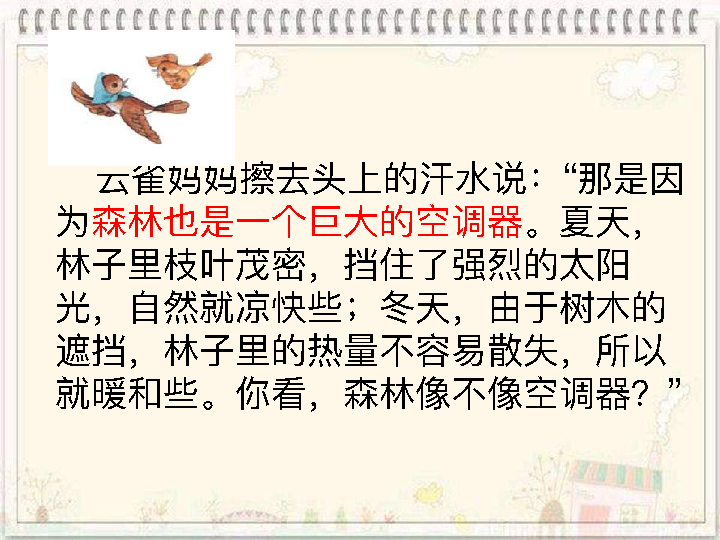 云雀妈妈擦去头上的汗水说：“那是因
为森林也是一个巨大的空调器。夏天，
林子里枝叶茂密，挡住了强烈的太阳
光，自然就凉快些；冬天，由于树木的
遮挡，林子里的热量不容易散失，所以
就暖和些。你看，森林像不像空调器？”